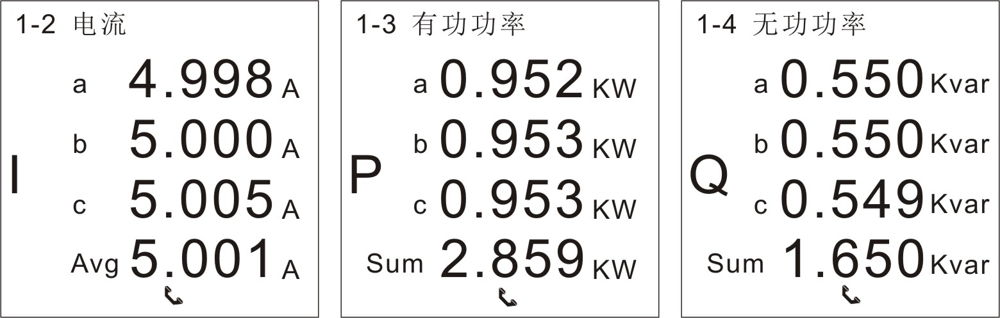 1-2 电流
a 4.998 A
b 5.000 A
I
c 5.005 A
Avg 5.001 A
1-3 有功功率
a 0.952 KW
b 0.953 KW
P
c 0.953 KW
Sum 2.859 KW
1-4 无功功率
a 0.550 Kvar
b 0.550 Kvar
Q
c 0.549 Kvar
Sum 1.650 Kvar